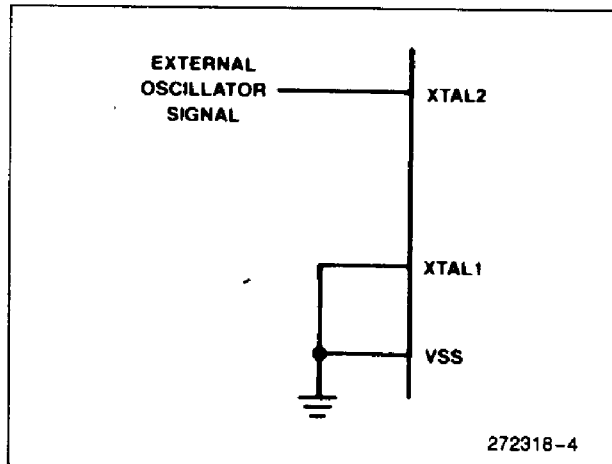 EXTERNAL
OSCILLATOR
SIGNAL
XTAL2
XTAL1
VSS
272318-4